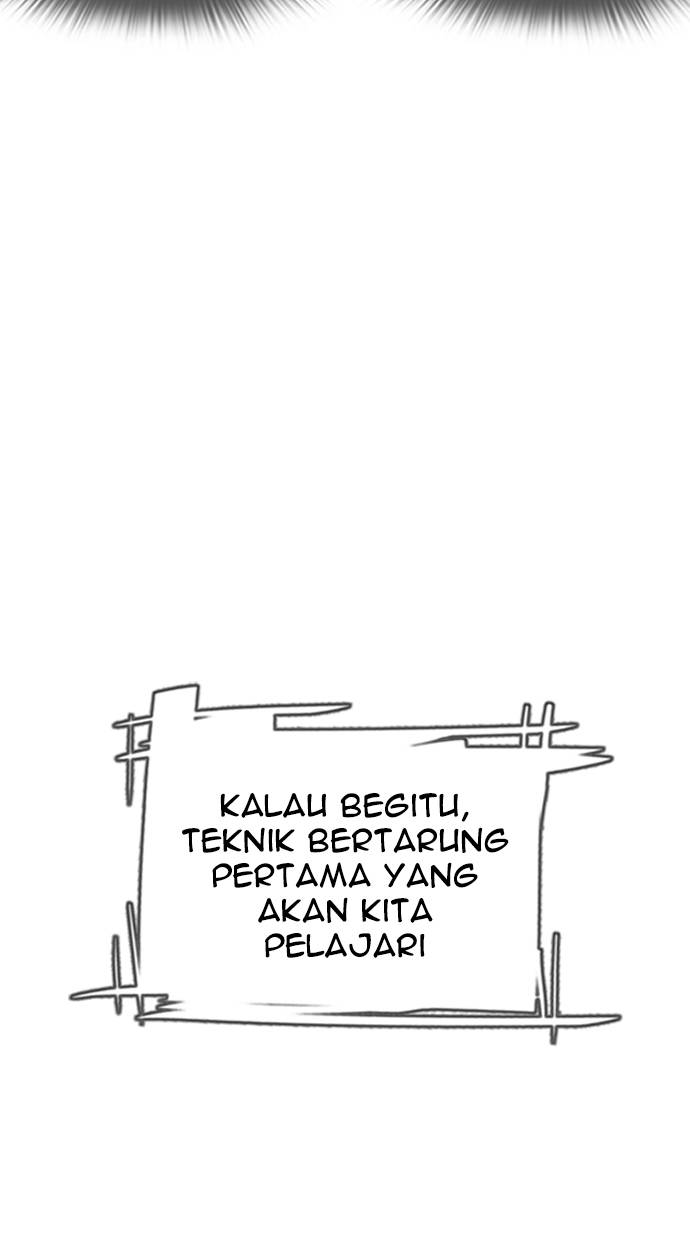 KALAU BEGITU,
TEKNIK BERTARUNG
PERTAMA YANG
AKAN KITA
PELAJARI